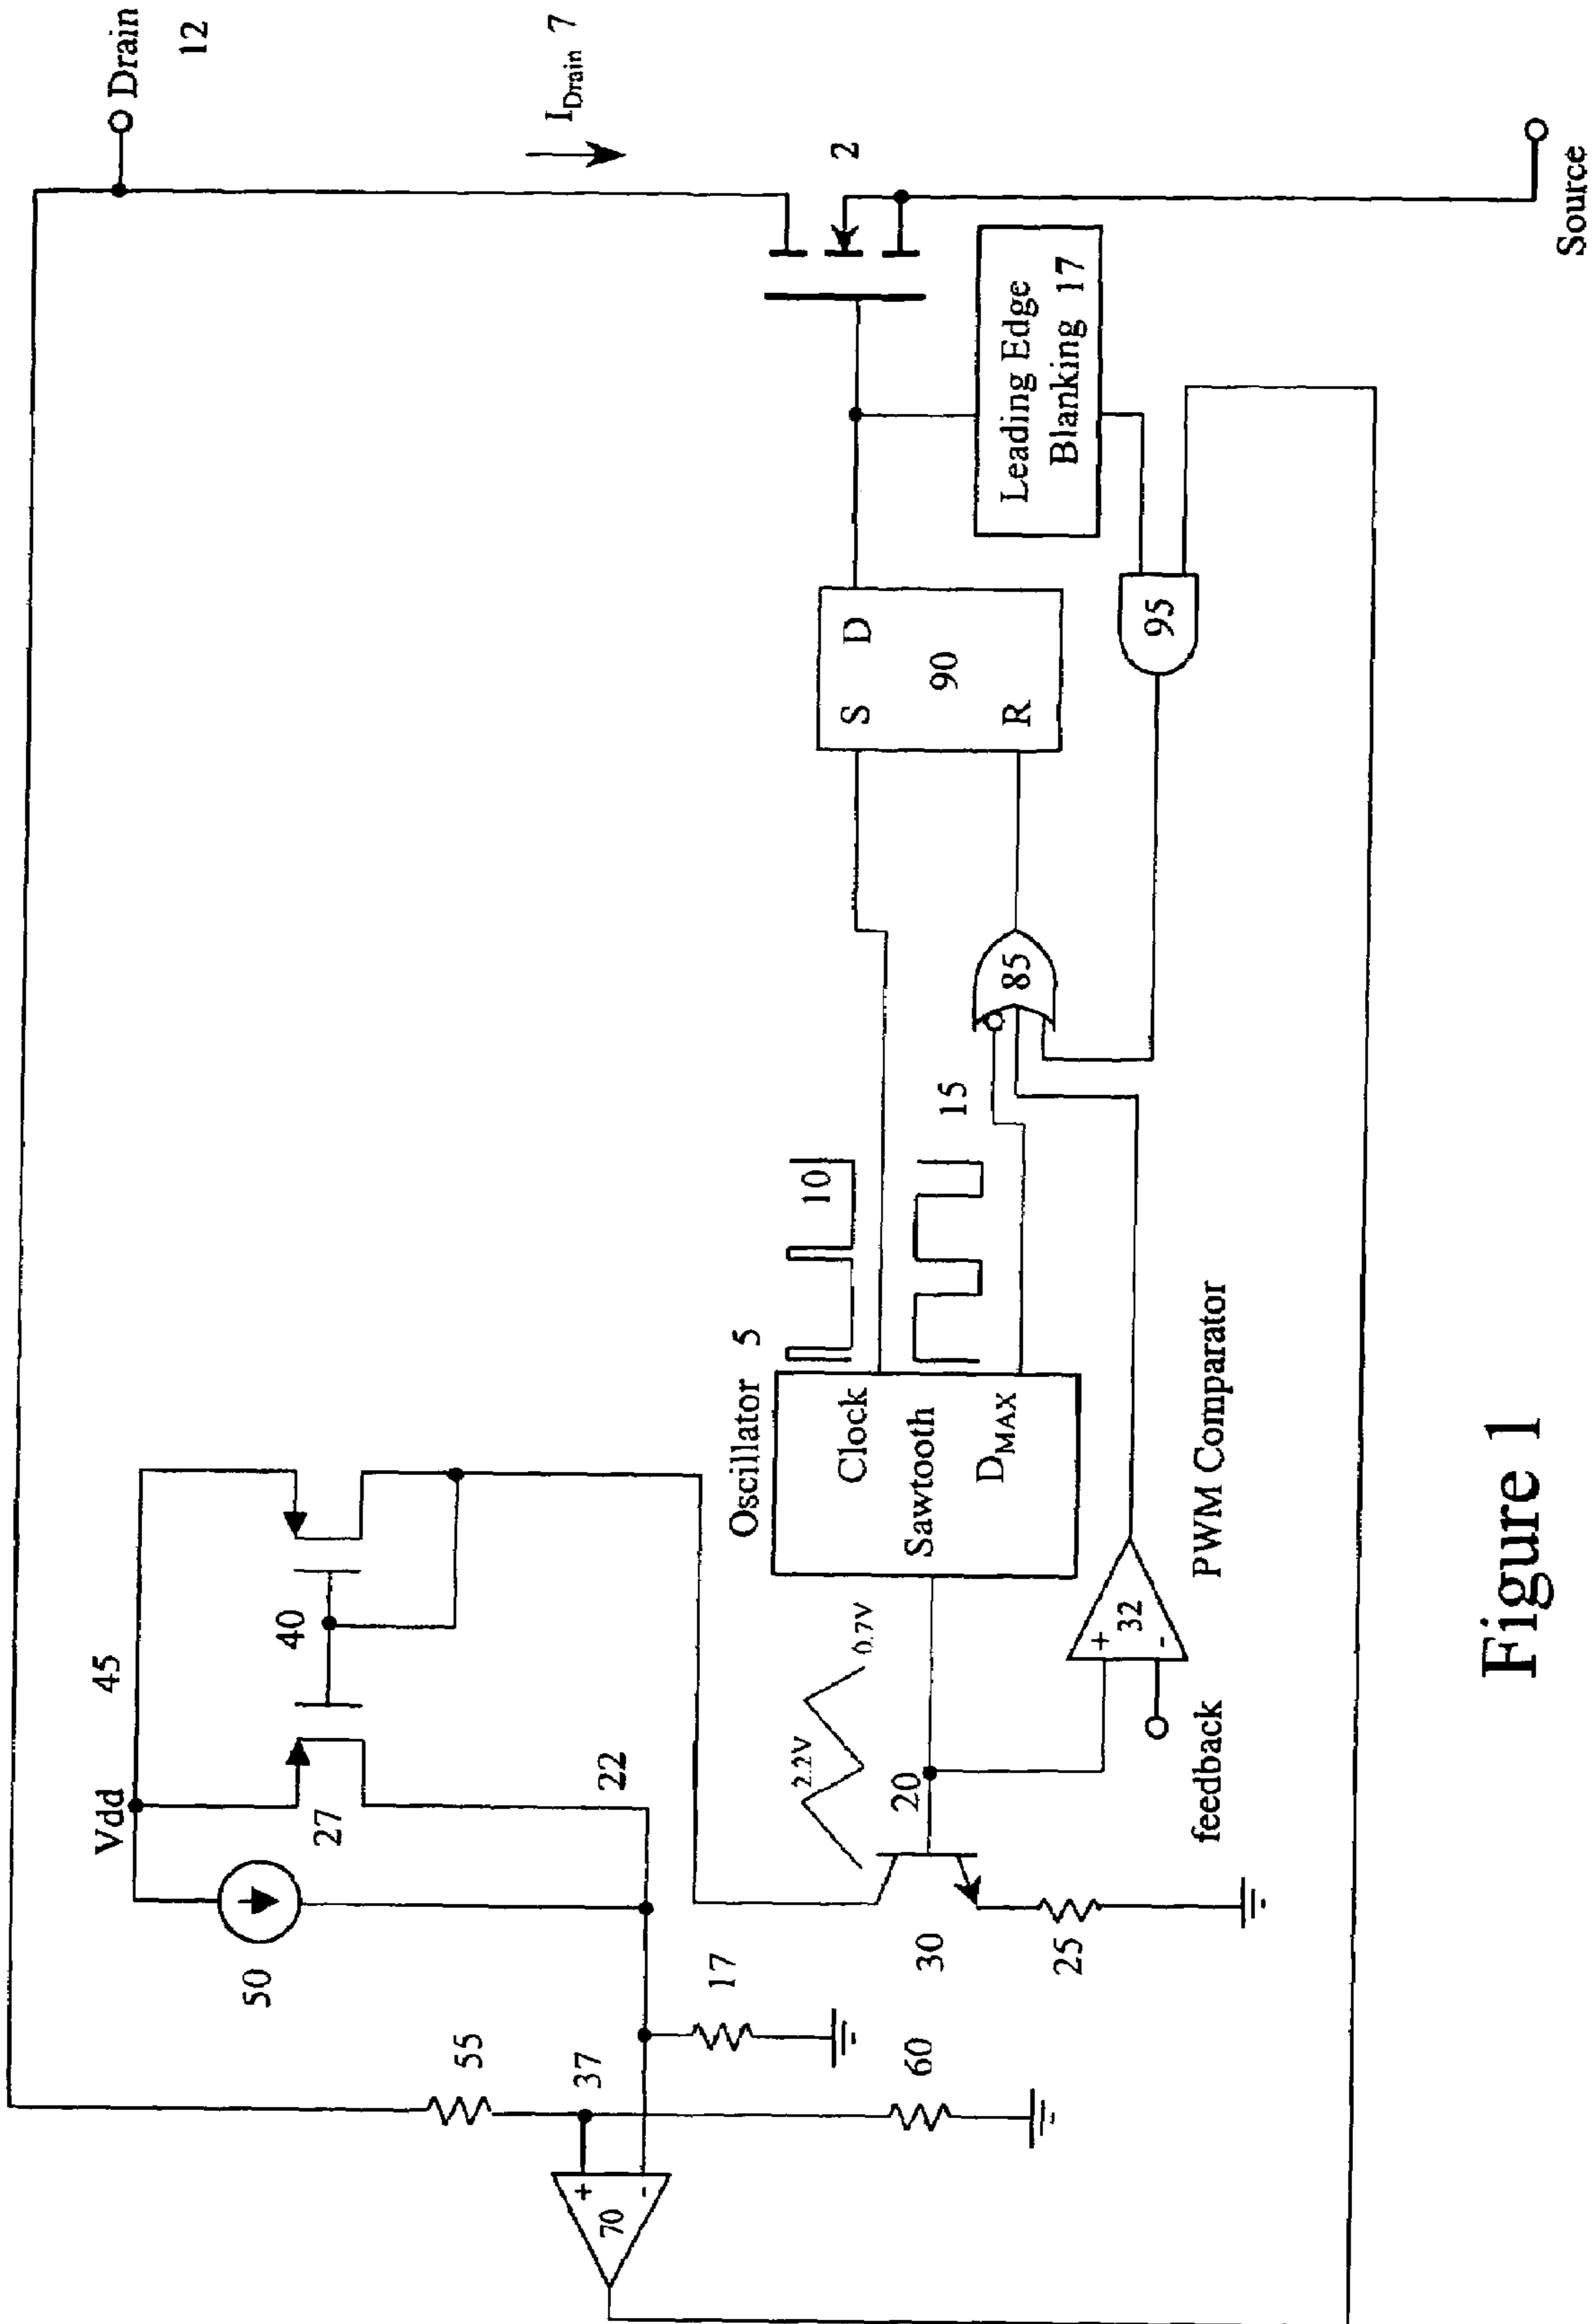 Drain
12
I_Drain 7
2
Source
Leading Edge
Blanking 17
S D
90
R
95
85
15
10
Oscillator 5
Clock
Sawtooth
D_MAX
PWM Comparator
+
32
-
feedback
0.7V
2.2V
20
30
25
Vdd
45
40
27
22
50
17
55
37
60
+
70
-
Figure 1